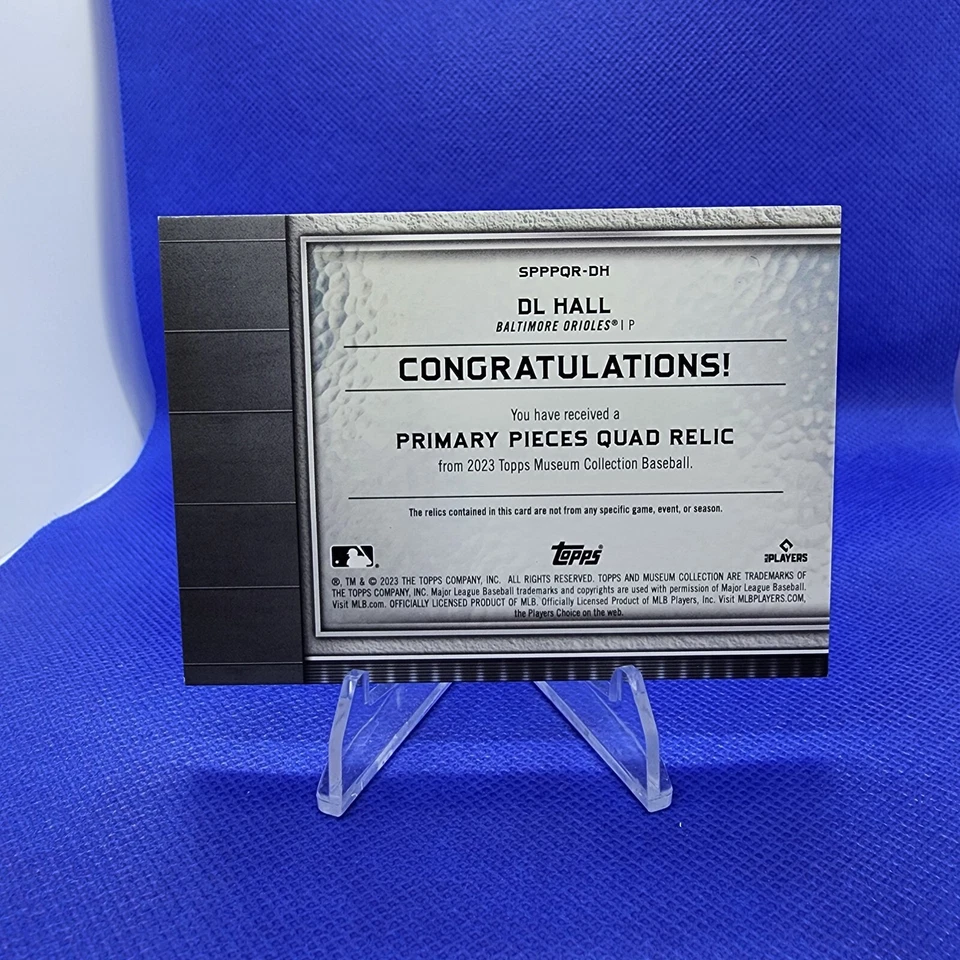 SPPPQR-DH
DL HALL
BALTIMORE ORIOLES® | P
CONGRATULATIONS!
You have received a
PRIMARY PIECES QUAD RELIC
from 2023 Topps Museum Collection Baseball.
The relics contained in this card are not from any specific game, event, or season.
® topps® MLBPLAYERS
®, TM & © 2023 THE TOPPS COMPANY, INC. ALL RIGHTS RESERVED. TOPPS AND MUSEUM COLLECTION ARE TRADEMARKS OF
THE TOPPS COMPANY, INC. Major League Baseball trademarks and copyrights are used with permission of Major League Baseball.
Visit MLB.com. OFFICIALLY LICENSED PRODUCT OF MLB. Officially Licensed Product of MLB Players, Inc. Visit MLBPLAYERS.COM,
the Players Choice on the web.